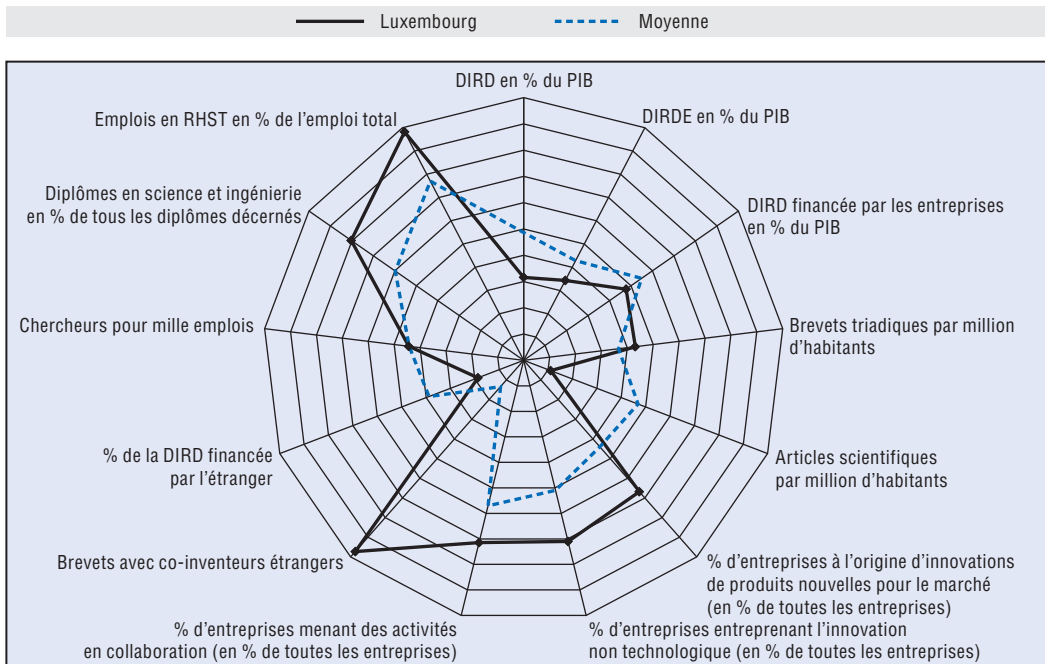 Luxembourg
Moyenne
DIRD en % du PIB
DIRDE en % du PIB
DIRD financée par les entreprises
en % du PIB
Brevets triadiques par million
d’habitants
Articles scientifiques
par million d’habitants
% d’entreprises à l’origine d’innovations
de produits nouvelles pour le marché
(en % de toutes les entreprises)
% d’entreprises entreprenant l’innovation
non technologique (en % de toutes les entreprises)
% d’entreprises menant des activités
en collaboration (en % de toutes les entreprises)
Brevets avec co-inventeurs étrangers
% de la DIRD financée
par l’étranger
Chercheurs pour mille emplois
Diplômes en science et ingénierie
en % de tous les diplômes décernés
Emplois en RHST en % de l’emploi total